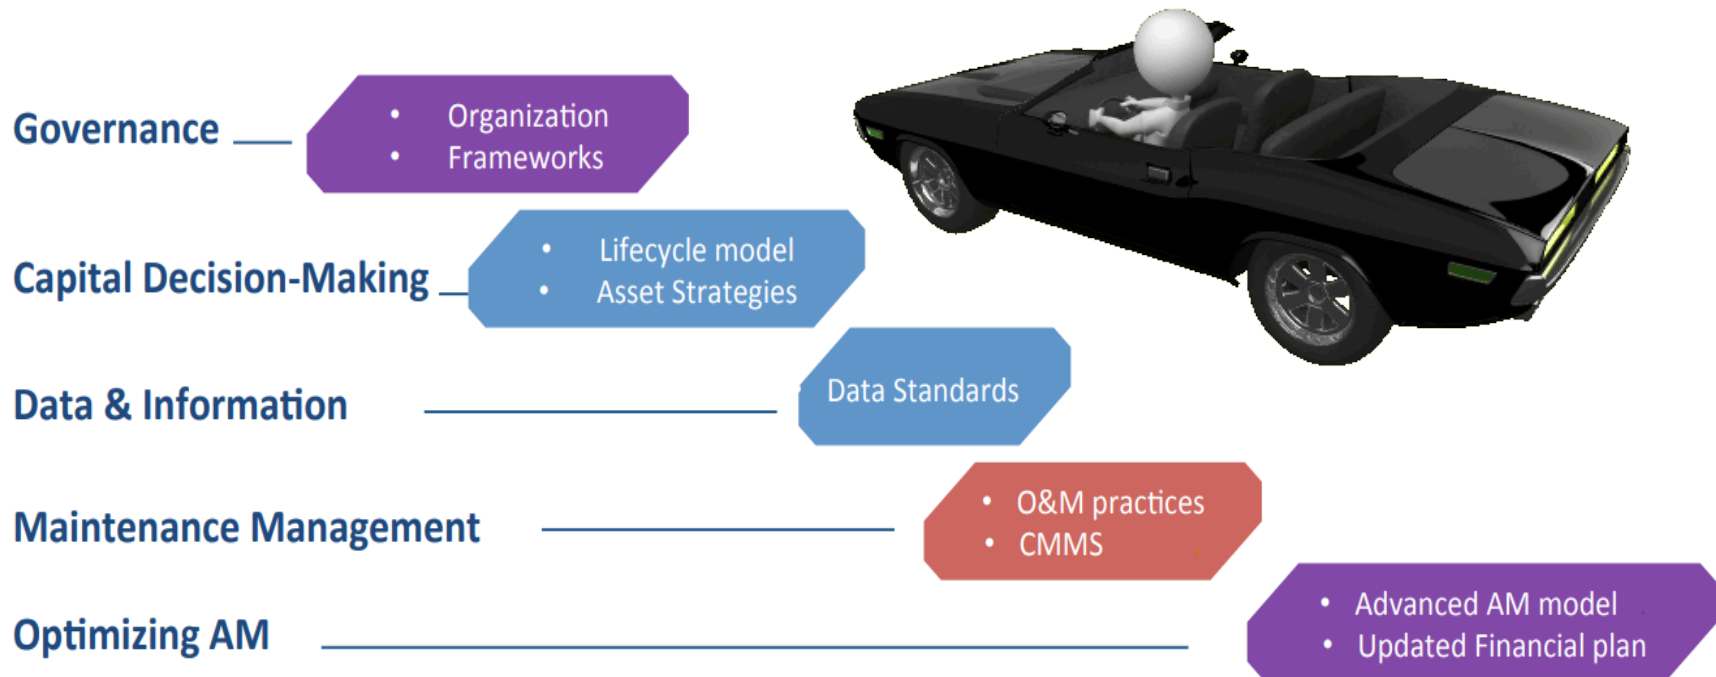 Governance
• Organization
• Frameworks
Capital Decision-Making
• Lifecycle model
• Asset Strategies
Data & Information
Data Standards
Maintenance Management
• O&M practices
• CMMS
Optimizing AM
• Advanced AM model
• Updated Financial plan